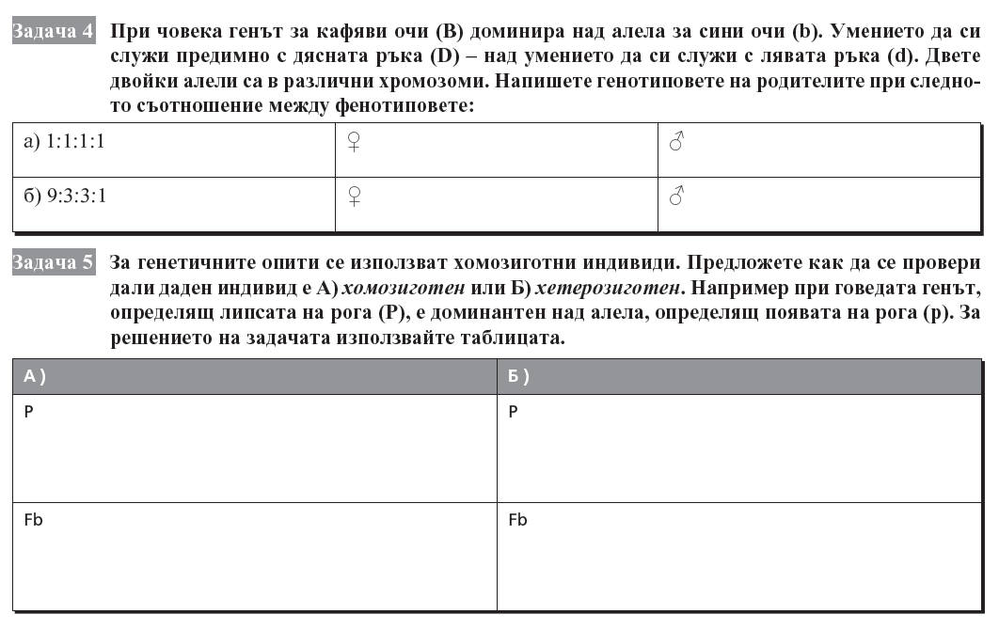 Задача 4 При човека генът за кафяви очи (B) доминира над алела за сини очи (b). Умението да си
служи предимно с дясната ръка (D) – над умението да си служи с лявата ръка (d). Двете
двойки алели са в различни хромозоми. Напишете генотиповете на родителите при следно-
то съотношение между фенотиповете:
а) 1:1:1:1 ♀ ♂
б) 9:3:3:1 ♀ ♂
Задача 5 За генетичните опити се използват хомозиготни индивиди. Предложете как да се провери
дали даден индивид е А) хомозиготен или Б) хетерозиготен. Например при говедата генът,
определящ липсата на рога (P), е доминантен над алела, определящ появата на рога (p). За
решението на задачата използвайте таблицата.
А ) Б )
P P
Fb Fb